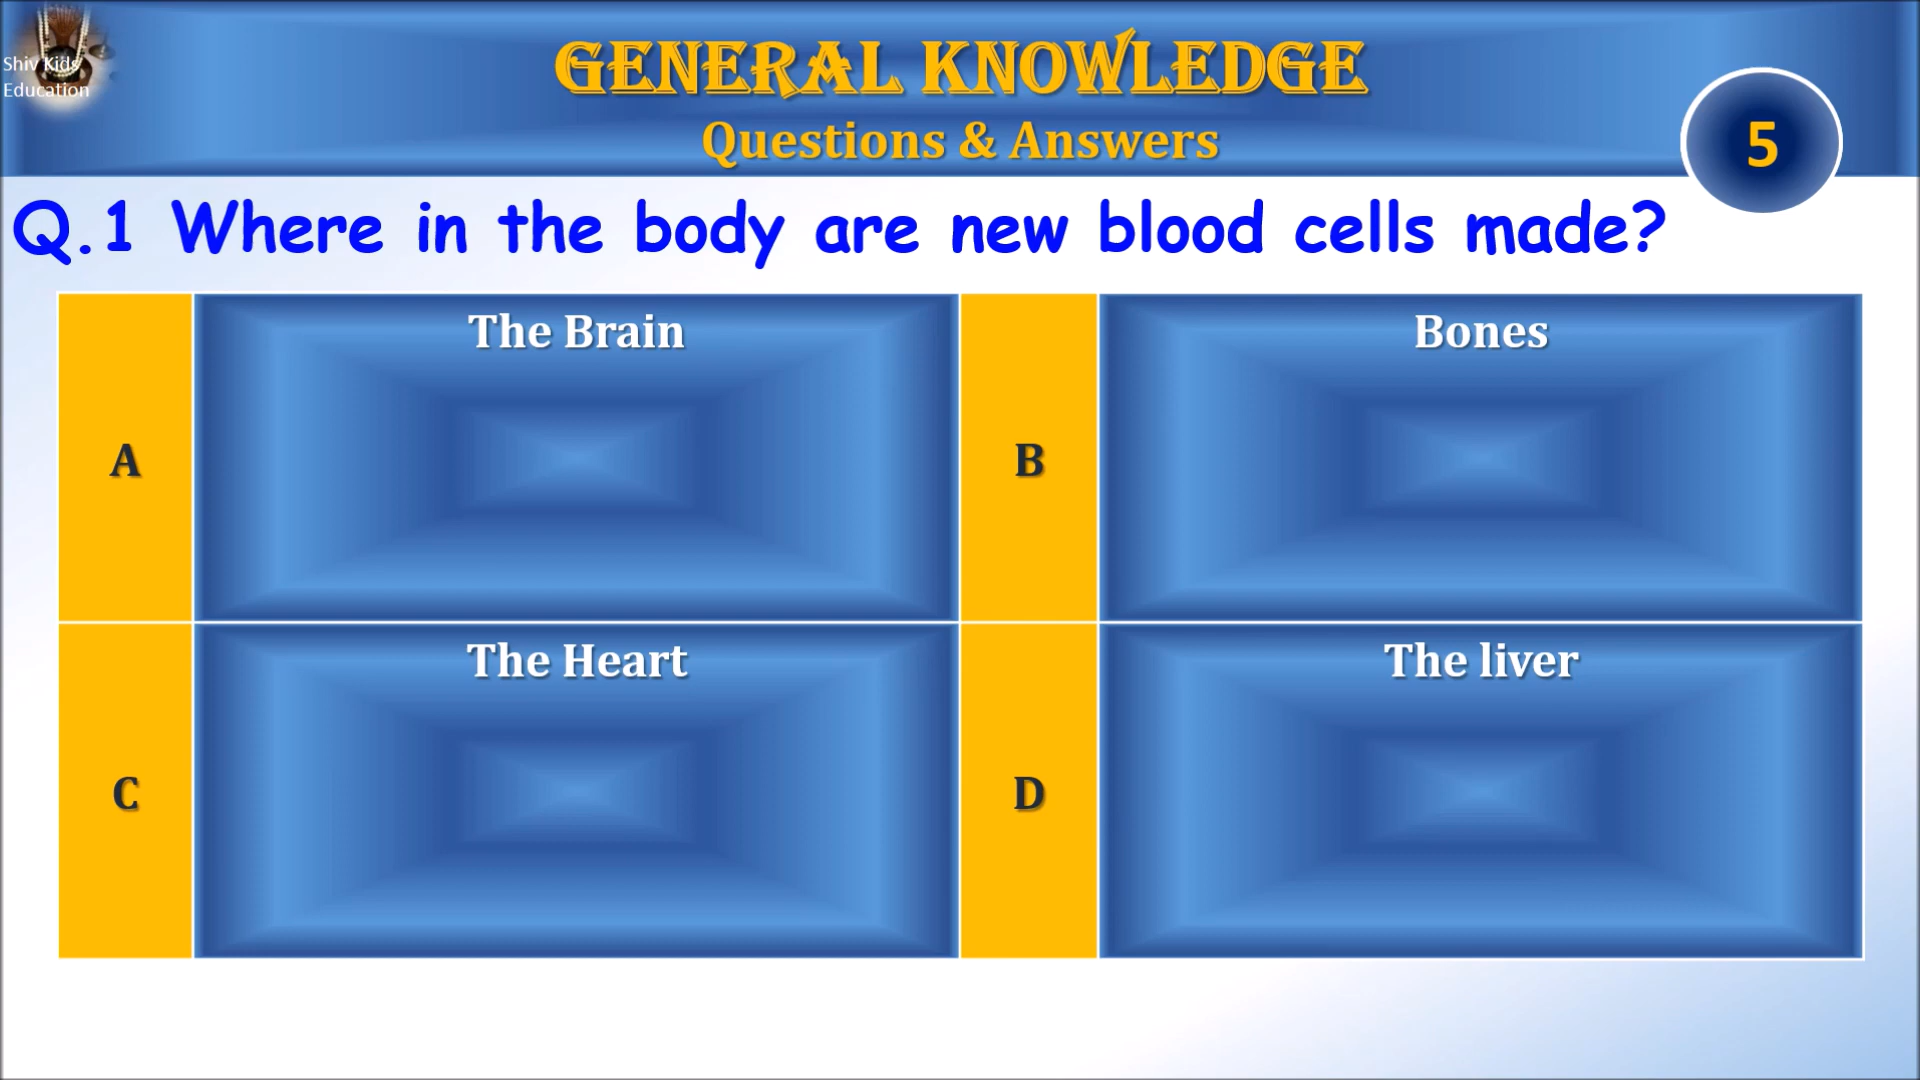 Shiv Kids
Education
GENERAL KNOWLEDGE
Questions & Answers
5
Q.1 Where in the body are new blood cells made?
A
The Brain
B
Bones
C
The Heart
D
The liver